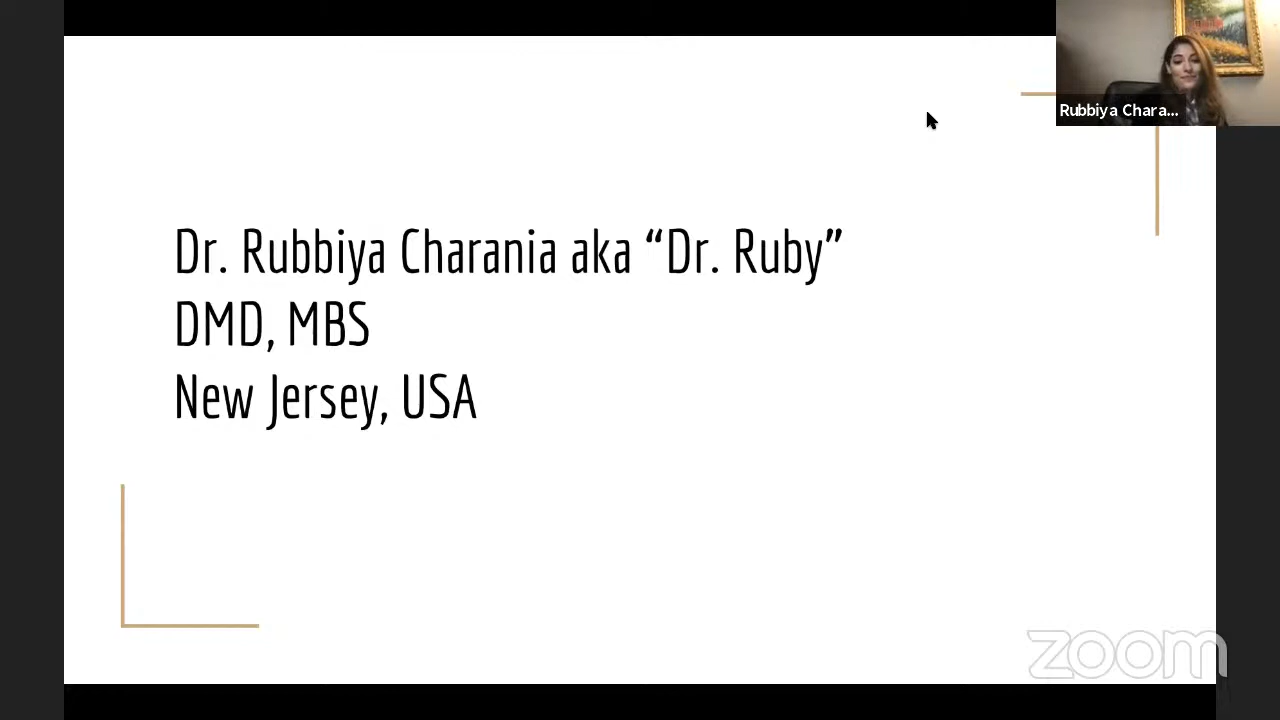 Rubbiya Chara...
Dr. Rubbiya Charania aka “Dr. Ruby”
DMD, MBS
New Jersey, USA
zoom